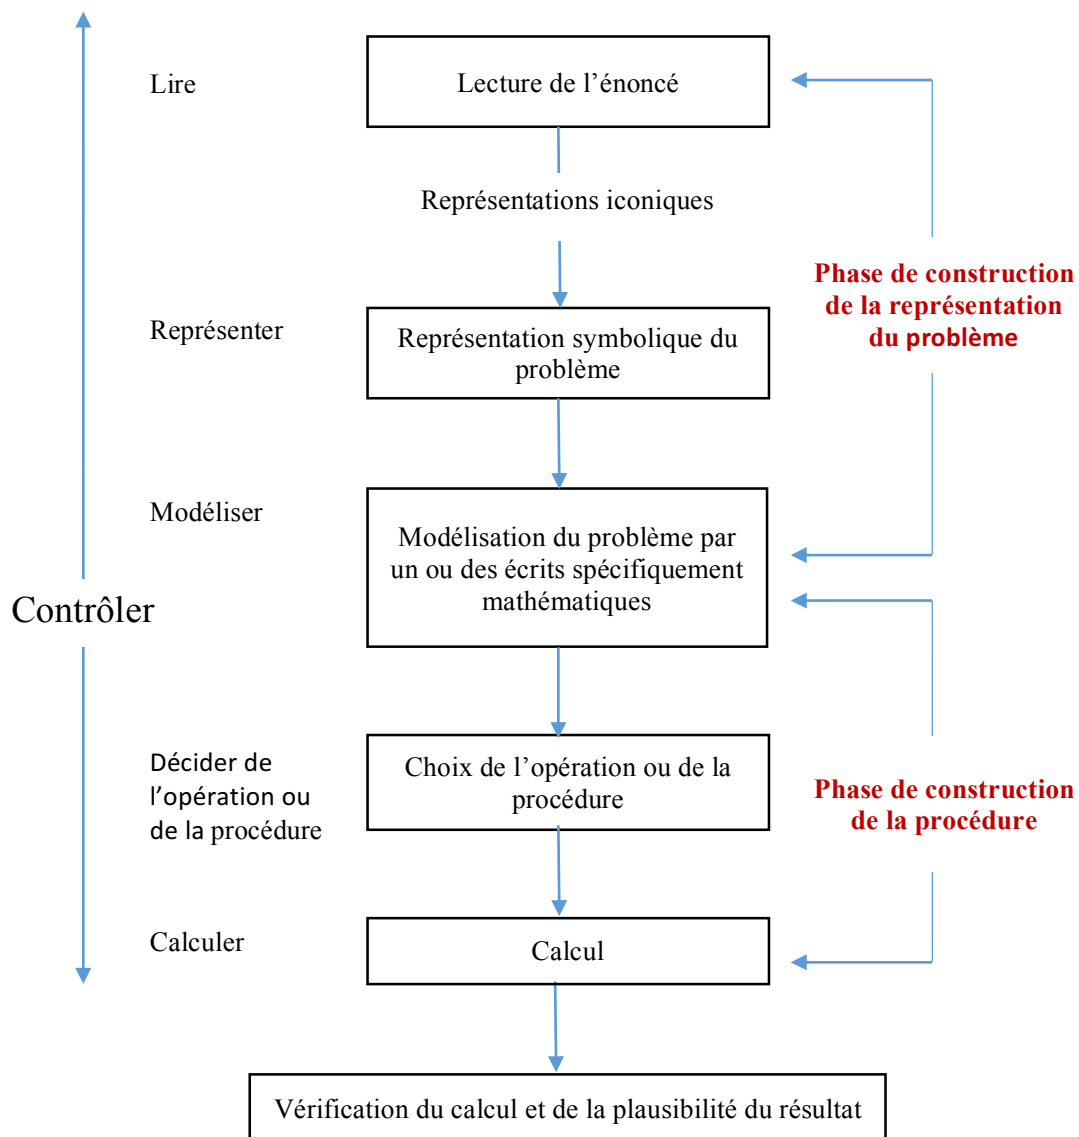 Lire
Lecture de l’énoncé
Représentations iconiques
Phase de construction
de la représentation
du problème
Représenter
Représentation symbolique du
problème
Modéliser
Modélisation du problème par
un ou des écrits spécifiquement
mathématiques
Contrôler
Décider de
l’opération ou
de la procédure
Choix de l’opération ou de la
procédure
Phase de construction
de la procédure
Calculer
Calcul
Vérification du calcul et de la plausibilité du résultat